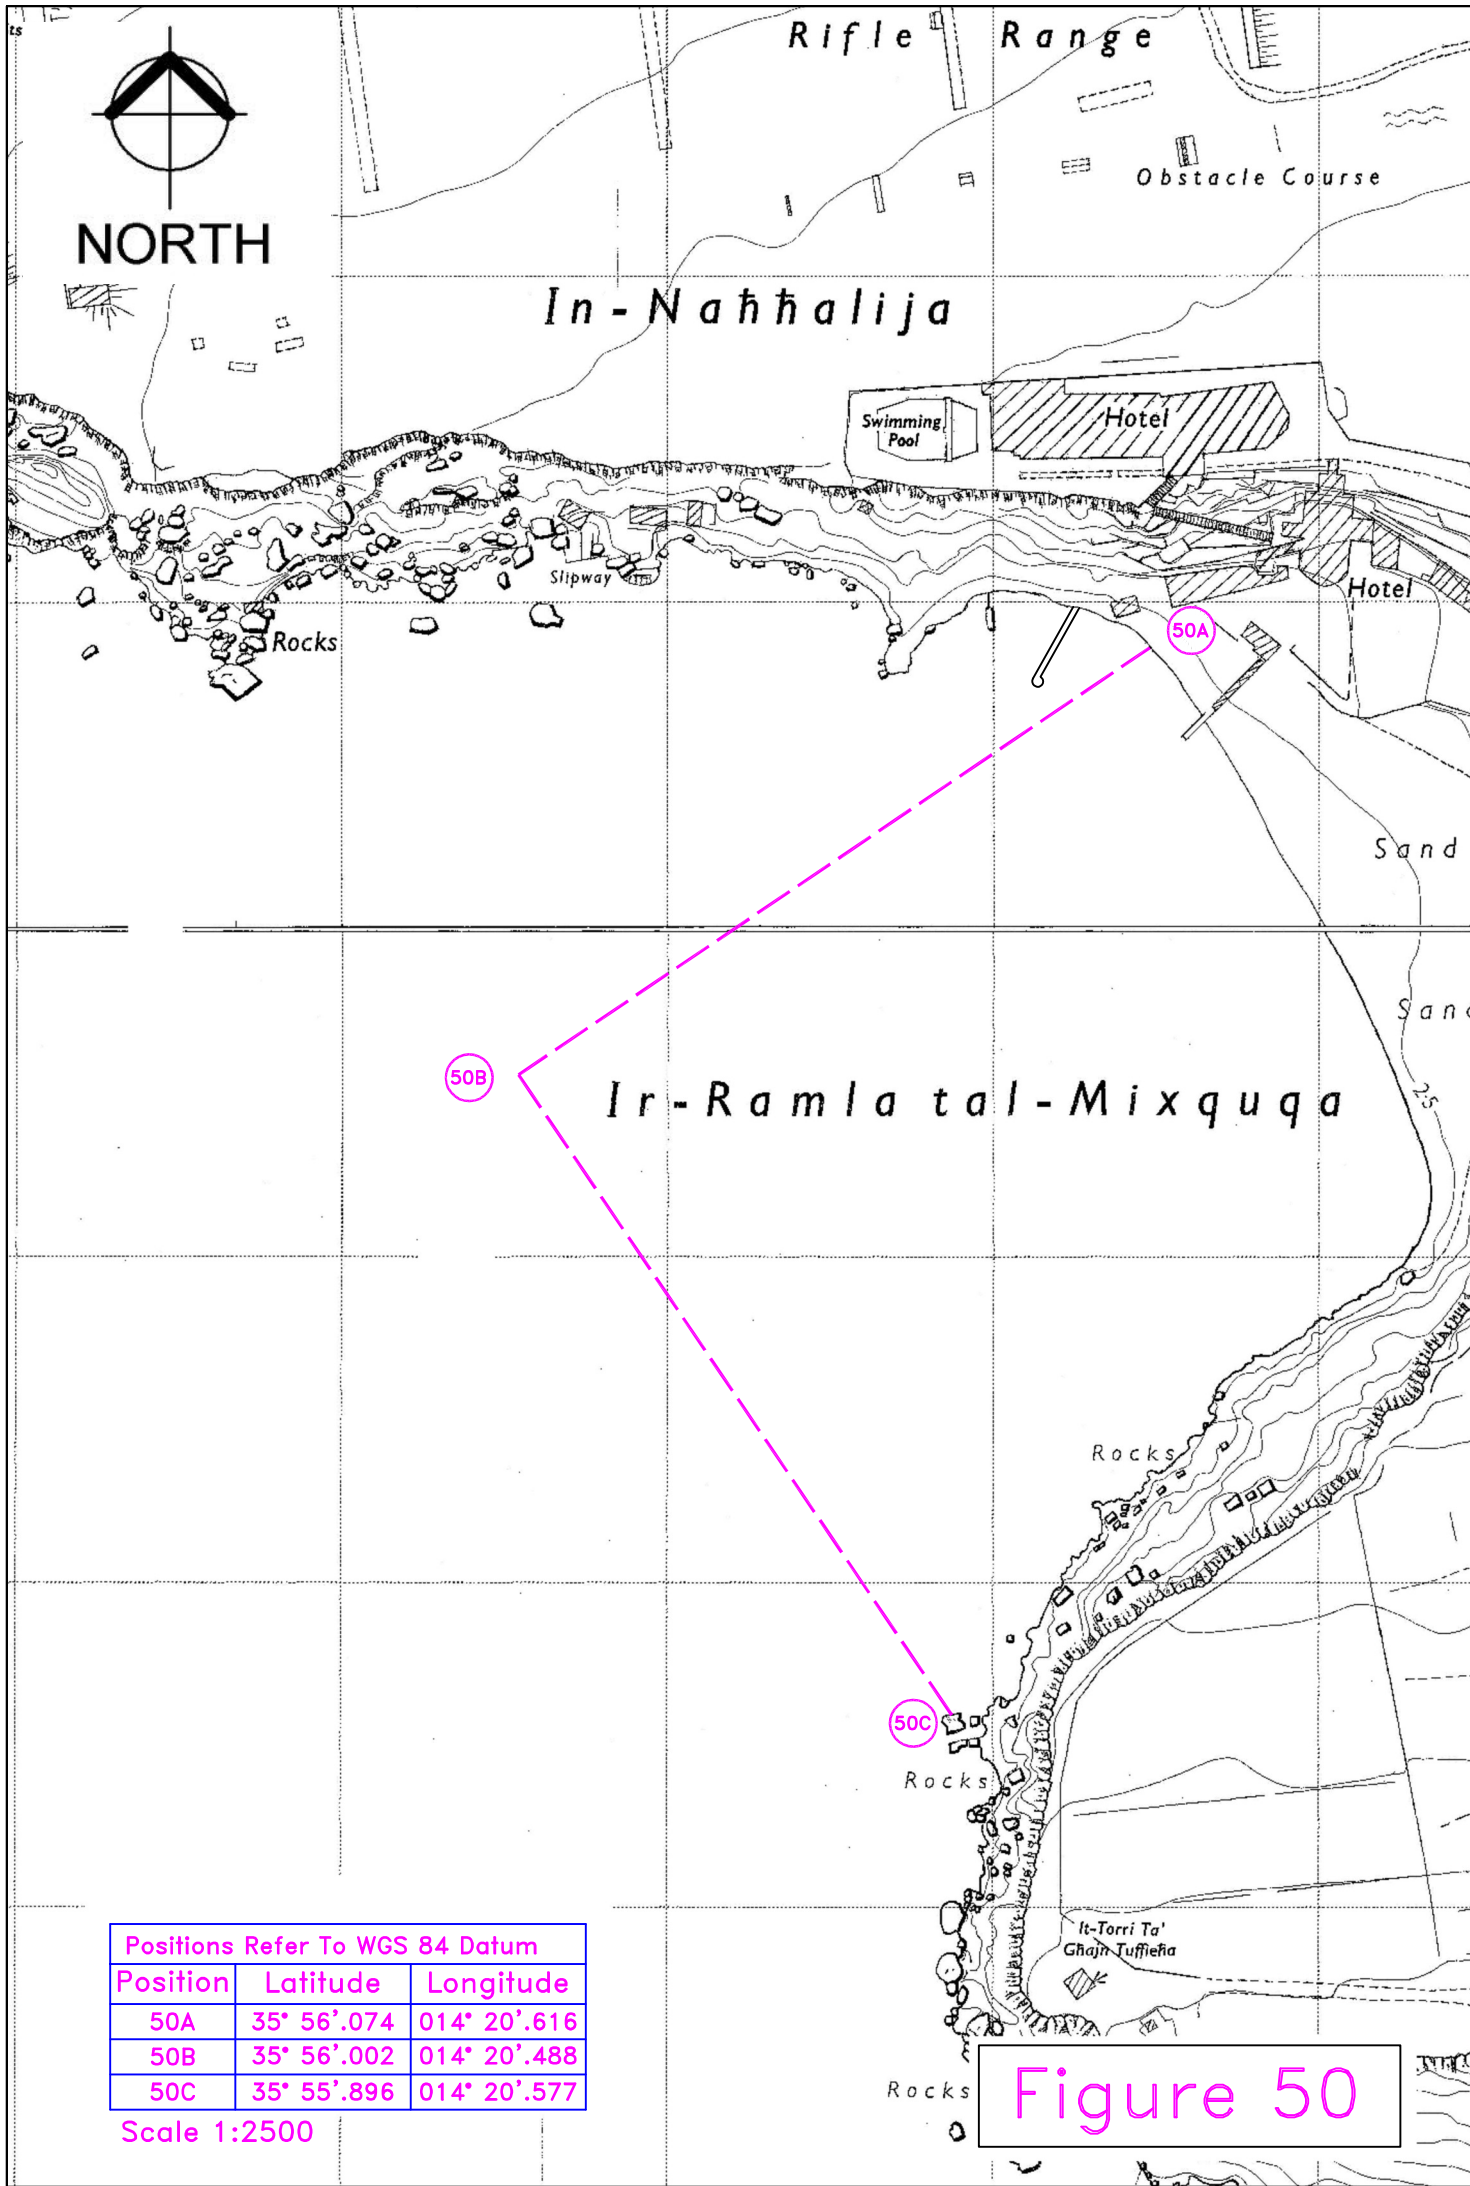 ts
Rifle Range
NORTH
Obstacle Course
In-Naħħalija
Swimming
Pool
Hotel
Slipway
Hotel
Rocks
50A
Sand
Sand
50B
Ir-Ramla tal-Mixquqa
25
Rocks
50C
Rocks
It-Torri Ta'
Għajn Tuffieħa
Positions Refer To WGS 84 Datum
Position Latitude Longitude
50A 35° 56'.074 014° 20'.616
50B 35° 56'.002 014° 20'.488
50C 35° 55'.896 014° 20'.577
Scale 1:2500
Rocks
Figure 50